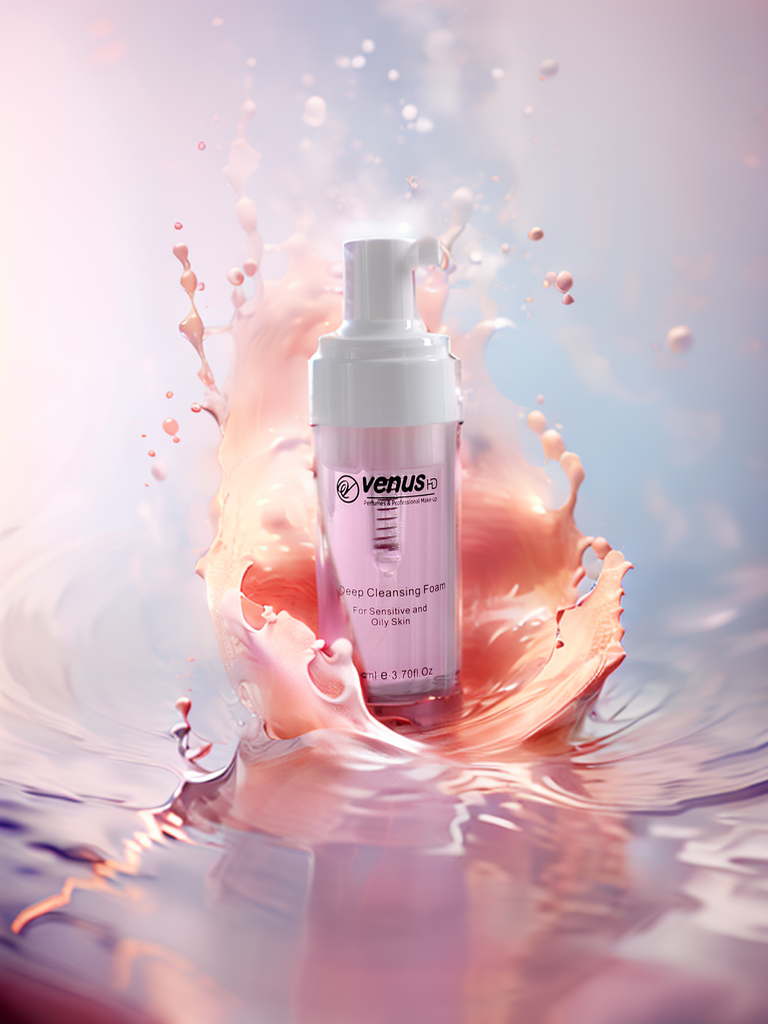 venus HD
Perfumes & Professional Make-up
Deep Cleansing Foam
For Sensitive and
Oily Skin
ml e 3.70fl.Oz